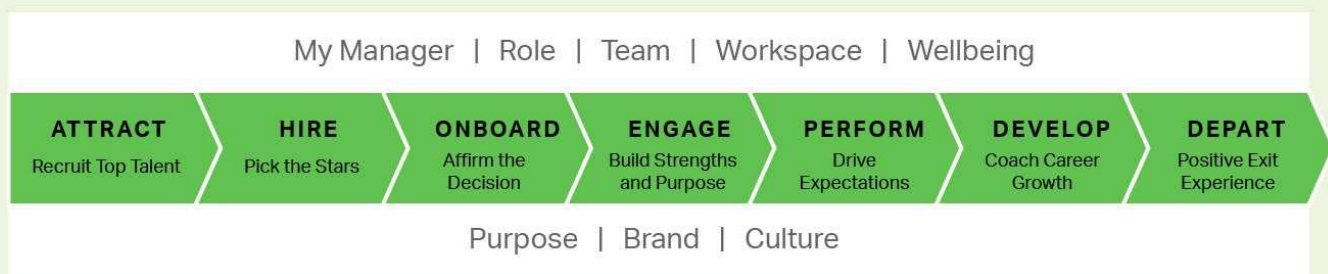 My Manager | Role | Team | Workspace | Wellbeing
ATTRACT
Recruit Top Talent
HIRE
Pick the Stars
ONBOARD
Affirm the
Decision
ENGAGE
Build Strengths
and Purpose
PERFORM
Drive
Expectations
DEVELOP
Coach Career
Growth
DEPART
Positive Exit
Experience
Purpose | Brand | Culture